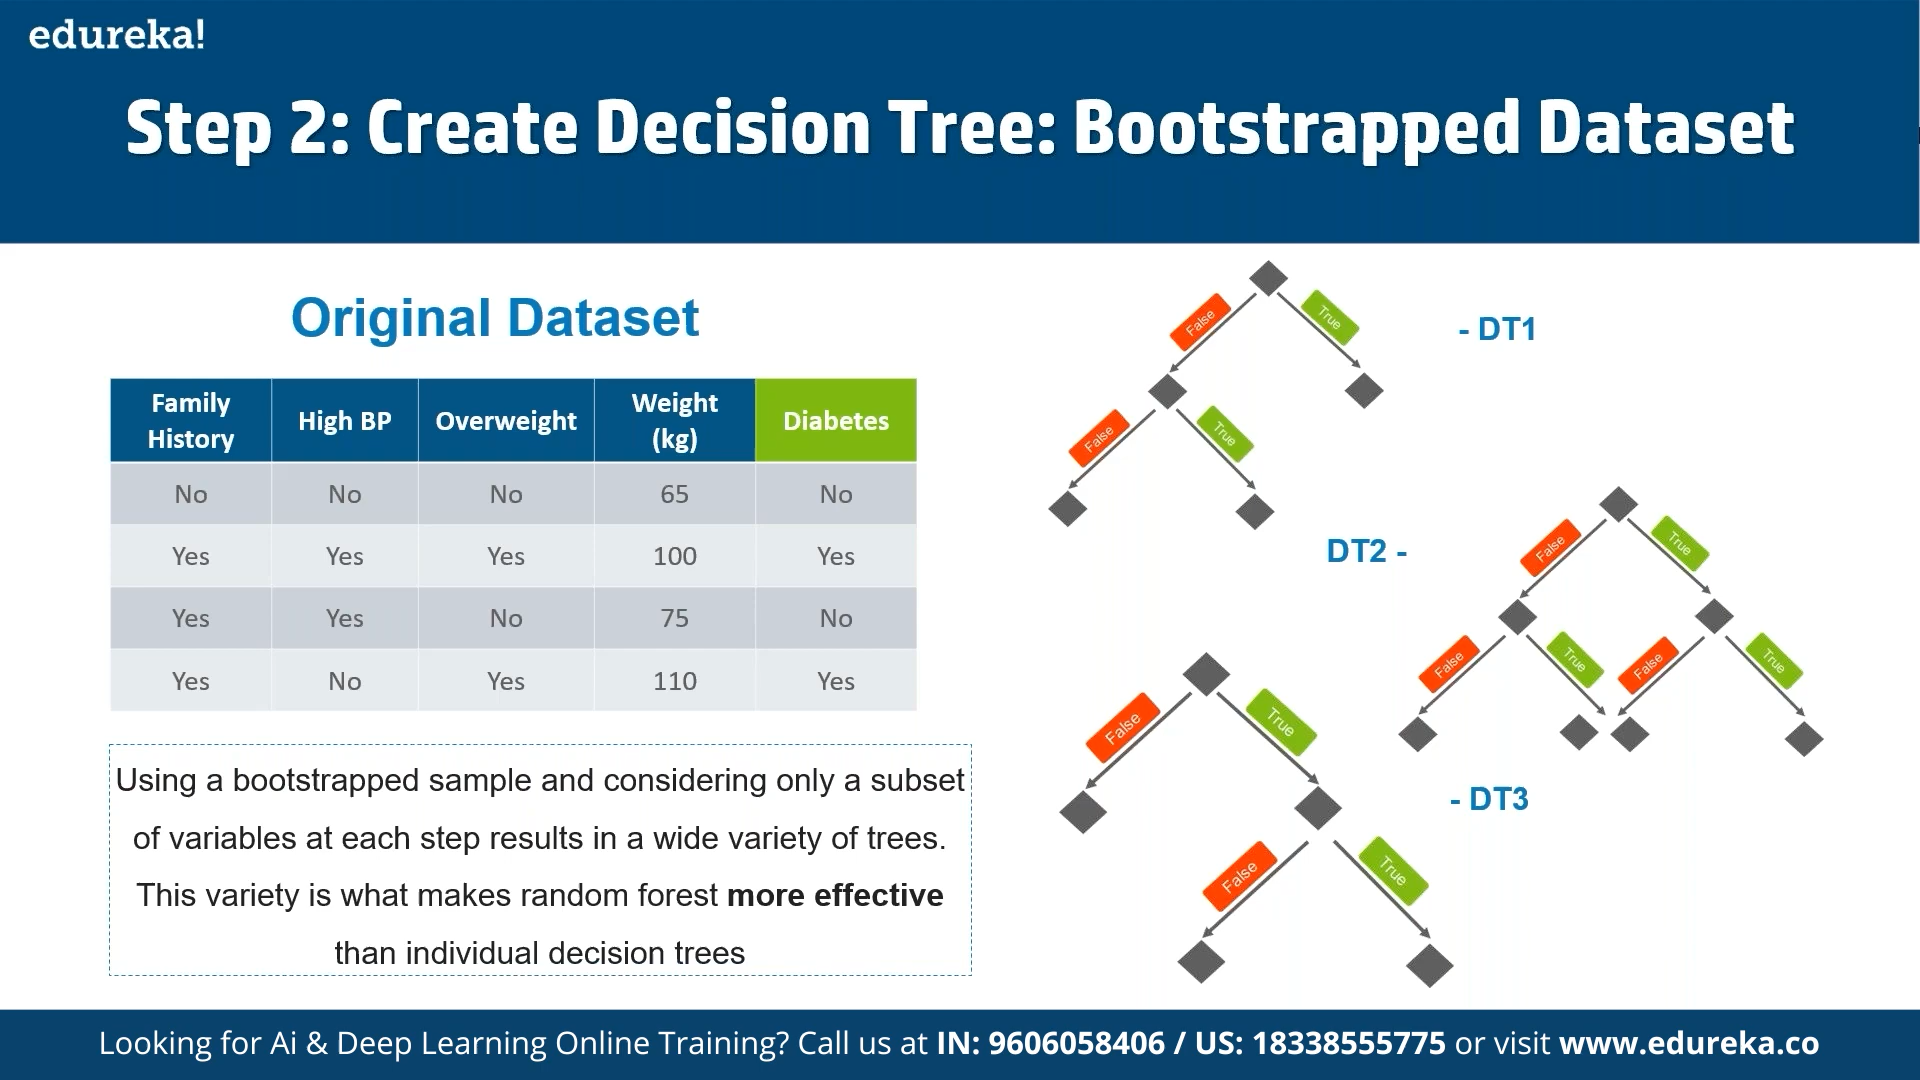 edureka!
Step 2: Create Decision Tree: Bootstrapped Dataset
Original Dataset
Family History High BP Overweight Weight (kg) Diabetes
No No No 65 No
Yes Yes Yes 100 Yes
Yes Yes No 75 No
Yes No Yes 110 Yes
Using a bootstrapped sample and considering only a subset
of variables at each step results in a wide variety of trees.
This variety is what makes random forest more effective
than individual decision trees
False True
- DT1
False True
DT2 -
False True
False True False True
False True
- DT3
False True
Looking for Ai & Deep Learning Online Training? Call us at IN: 9606058406 / US: 18338555775 or visit www.edureka.co